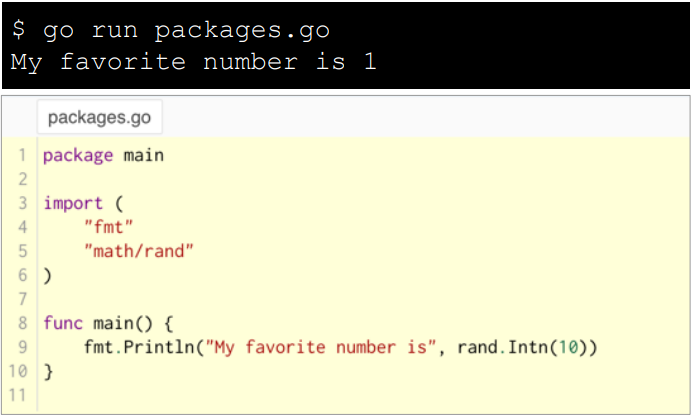 $ go run packages.go
My favorite number is 1
packages.go
1 package main
2
3 import (
4     "fmt"
5     "math/rand"
6 )
7
8 func main() {
9     fmt.Println("My favorite number is", rand.Intn(10))
10 }
11